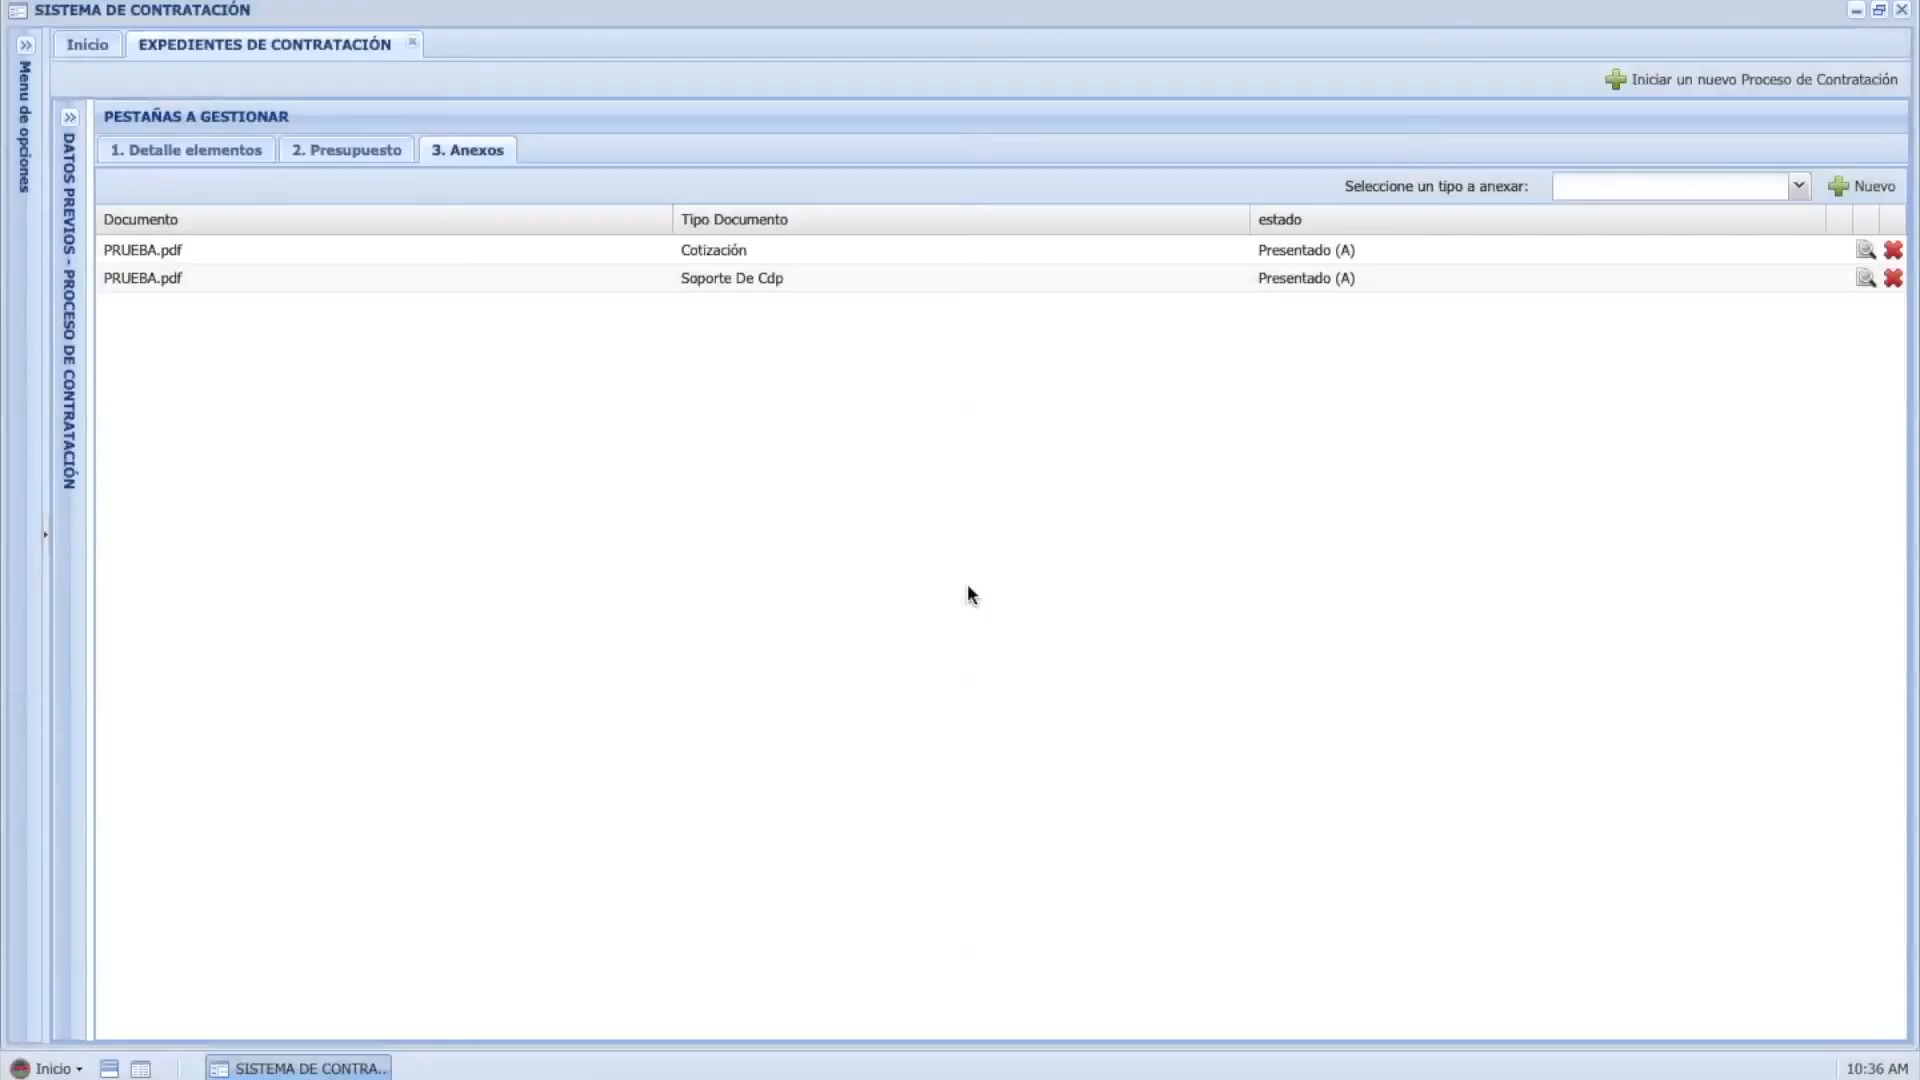 SISTEMA DE CONTRATACIÓN
Inicio
EXPEDIENTES DE CONTRATACIÓN
Iniciar un nuevo Proceso de Contratación
Menu de opciones
DATOS PREVIOS - PROCESO DE CONTRATACIÓN
PESTAÑAS A GESTIONAR
1. Detalle elementos
2. Presupuesto
3. Anexos
Seleccione un tipo a anexar:
Nuevo
Documento Tipo Documento estado
PRUEBA.pdf Cotización Presentado (A)
PRUEBA.pdf Soporte De Cdp Presentado (A)
Inicio
SISTEMA DE CONTRA...
10:36 AM